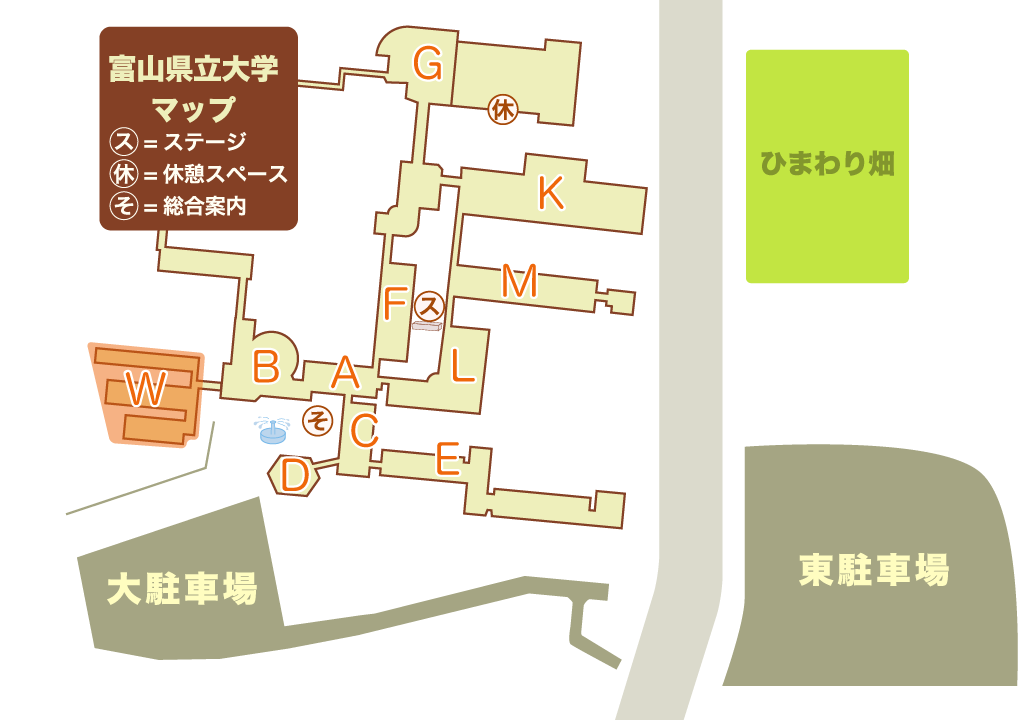 富山県立大学
マップ
ス = ステージ
休 = 休憩スペース
そ = 総合案内
G
休
K
ひまわり畑
M
F
ス
B
A
L
W
そ
C
D
E
大駐車場
東駐車場